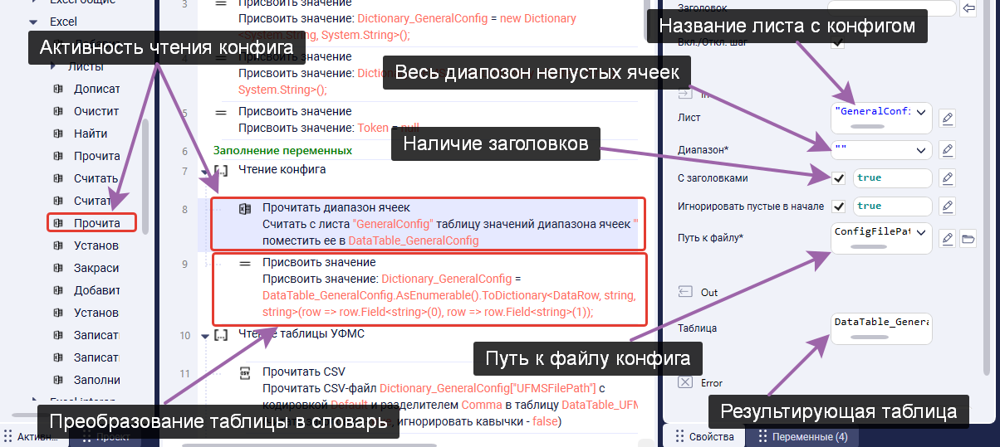 Excel общие
Excel
Листы
Дописат
Очистит
Найти
Прочита
Считать
Считат
Прочита
Установ
Закраси
Добавит
Установ
Записат
Записат
Заполни
Активн...
Проект
Активность чтения конфига
3
Присвоить значение
Присвоить значение: Dictionary_GeneralConfig = new Dictionary
<System.String, System.String>();
4
Присвоить значение
Присвоить значение:
System.String>();
5
Присвоить значение
Присвоить значение: Token = null
6 Заполнение переменных
7 Чтение конфига
8 Прочитать диапазон ячеек
Считать с листа "GeneralConfig" таблицу значений диапазона ячеек "
поместить ее в DataTable_GeneralConfig
9 Присвоить значение
Присвоить значение: Dictionary_GeneralConfig =
DataTable_GeneralConfig.AsEnumerable().ToDictionary<DataRow, string,
string>(row => row.Field<string>(0), row => row.Field<string>(1));
10 Чтение таблицы УФМС
11 Прочитать CSV
Прочитать CSV-файл Dictionary_GeneralConfig["UFMSFilePath"] с
кодировкой Default и разделителем Comma в таблицу DataTable_UFM
игнорировать кавычки - false)
Преобразование таблицы в словарь
Весь диапозон непустых ячеек
Наличие заголовков
Путь к файлу конфига
Название листа с конфигом
Результирующая таблица
Заголовок
Вкл./Откл. шаг
In
Лист "GeneralConfi
Диапазон* ""
С заголовками true
Игнорировать пустые в начале true
Путь к файлу* ConfigFilePat
Out
Таблица DataTable_Genera
Error
Свойства
Переменные (4)